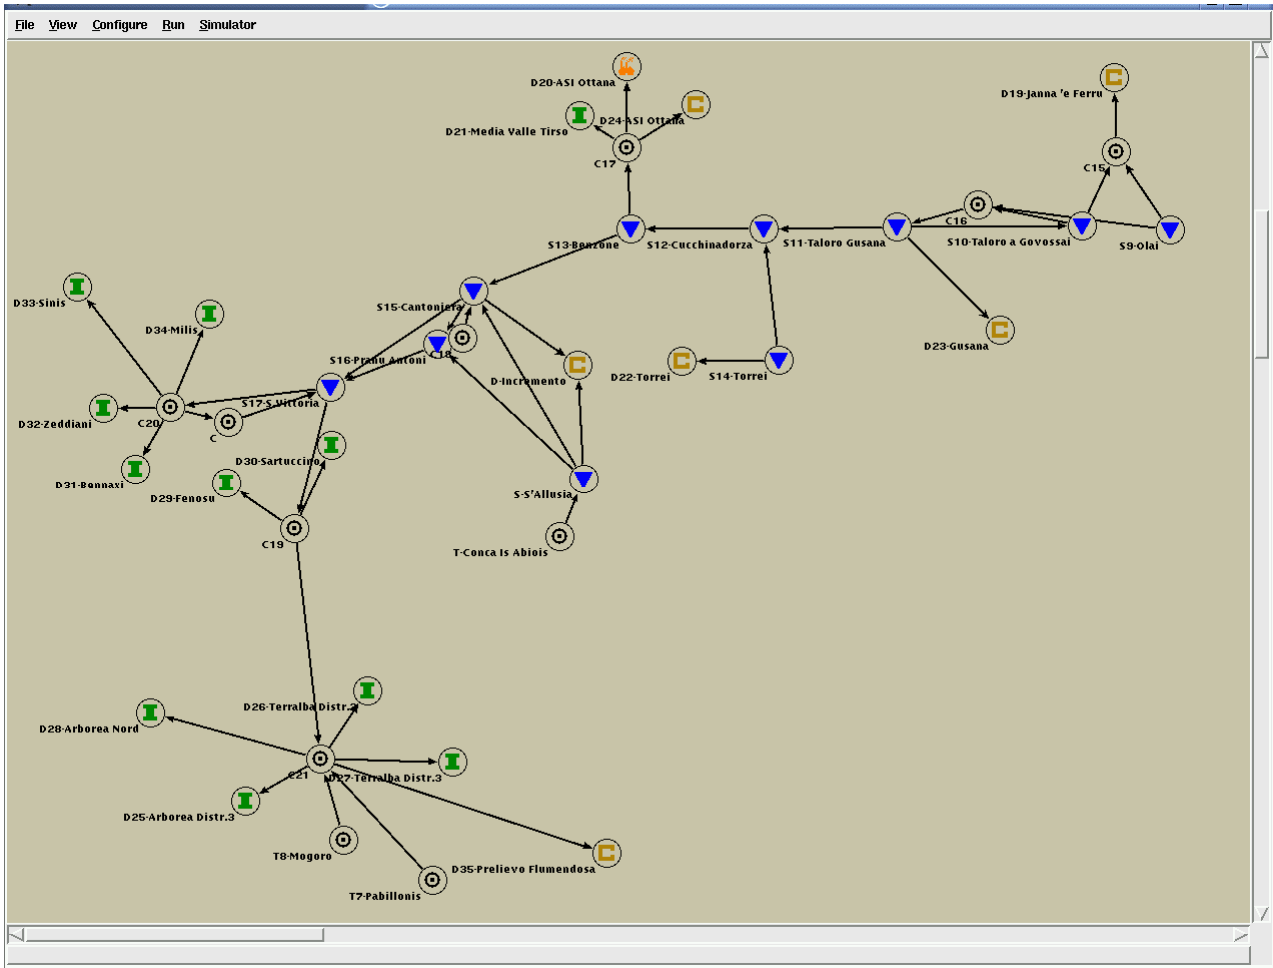 File View Configure Run Simulator
D20-ASI Ottana
D19-Janna 'e Ferru
D24-ASI Ottana
D21-Media Valle Tirso
C17
C15
C16
S13-Benzone
S12-Cucchinadorza
S11-Taloro Gusana
S10-Taloro a Govossai
S9-Olai
D33-Sinis
S15-Cantoniera
D34-Milis
C18
S16-Pranu Antoni
D23-Gusana
D-Incremento
D22-Torrei
S14-Torrei
S17-S.Vittoria
D32-Zeddiani
C20
C
D30-Sartuccino
D31-Bennaxi
D29-Fenosu
S-S'Allusia
C19
T-Conca Is Abiois
D26-Terralba Distr.2
D28-Arborea Nord
C21
D27-Terralba Distr.3
D25-Arborea Distr.3
T8-Mogoro
D35-Prelievo Flumendosa
T7-Pabillonis